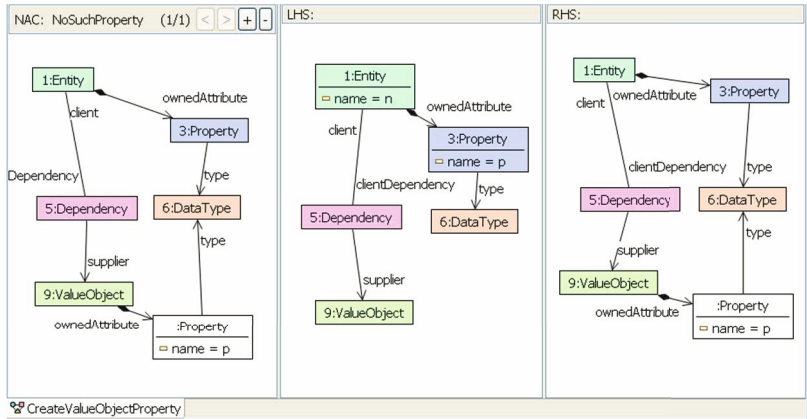 NAC: NoSuchProperty (1/1) < > + -
1:Entity
ownedAttribute
client
3:Property
Dependency
type
5:Dependency
6:DataType
type
supplier
9:ValueObject
ownedAttribute
:Property
name = p
LHS:
1:Entity
name = n
ownedAttribute
client
3:Property
name = p
clientDependency
type
5:Dependency
6:DataType
supplier
9:ValueObject
RHS:
1:Entity
ownedAttribute
client
3:Property
clientDependency
type
5:Dependency
6:DataType
type
supplier
9:ValueObject
ownedAttribute
:Property
name = p
CreateValueObjectProperty